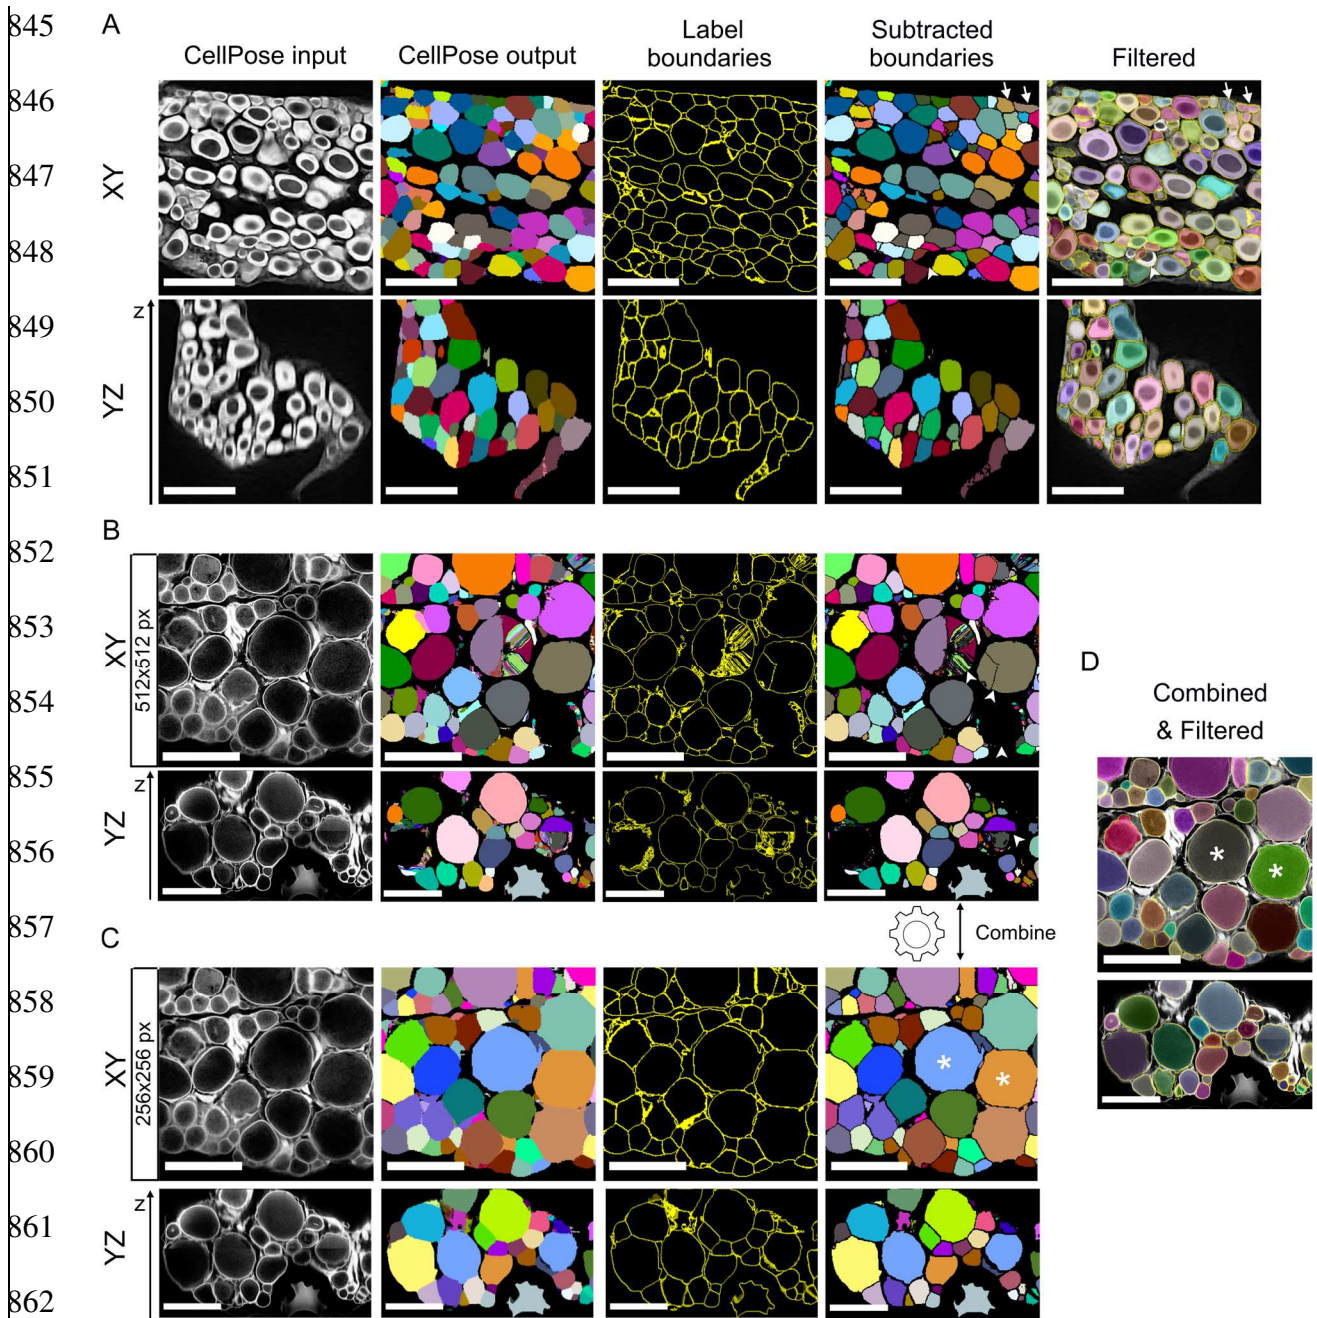 845
A
CellPose input
CellPose output
Label
boundaries
Subtracted
boundaries
Filtered
846
847
XY
848
849
Z
850
YZ
851
852
B
853
XY
512x512 px
854
855
Z
856
YZ
D
Combined
& Filtered
*
*
857
C
Combine
858
859
XY
256x256 px
*
*
860
861
Z
YZ
862